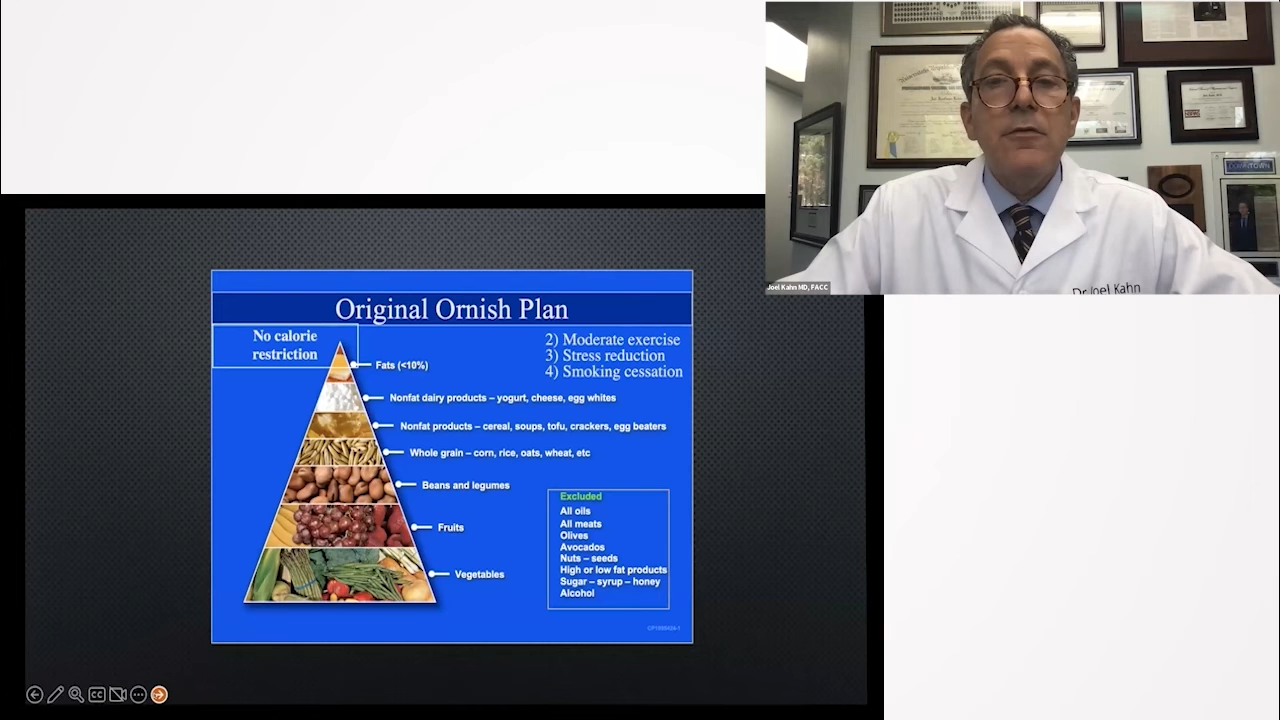 Original Ornish Plan
No calorie
restriction
2) Moderate exercise
3) Stress reduction
4) Smoking cessation
Fats (<10%)
Nonfat dairy products – yogurt, cheese, egg whites
Nonfat products – cereal, soups, tofu, crackers, egg beaters
Whole grain – corn, rice, oats, wheat, etc
Beans and legumes
Fruits
Vegetables
Excluded
All oils
All meats
Olives
Avocados
Nuts – seeds
High or low fat products
Sugar – syrup – honey
Alcohol
CC
Joel Kahn MD, FACC
Dr. Joel Kahn